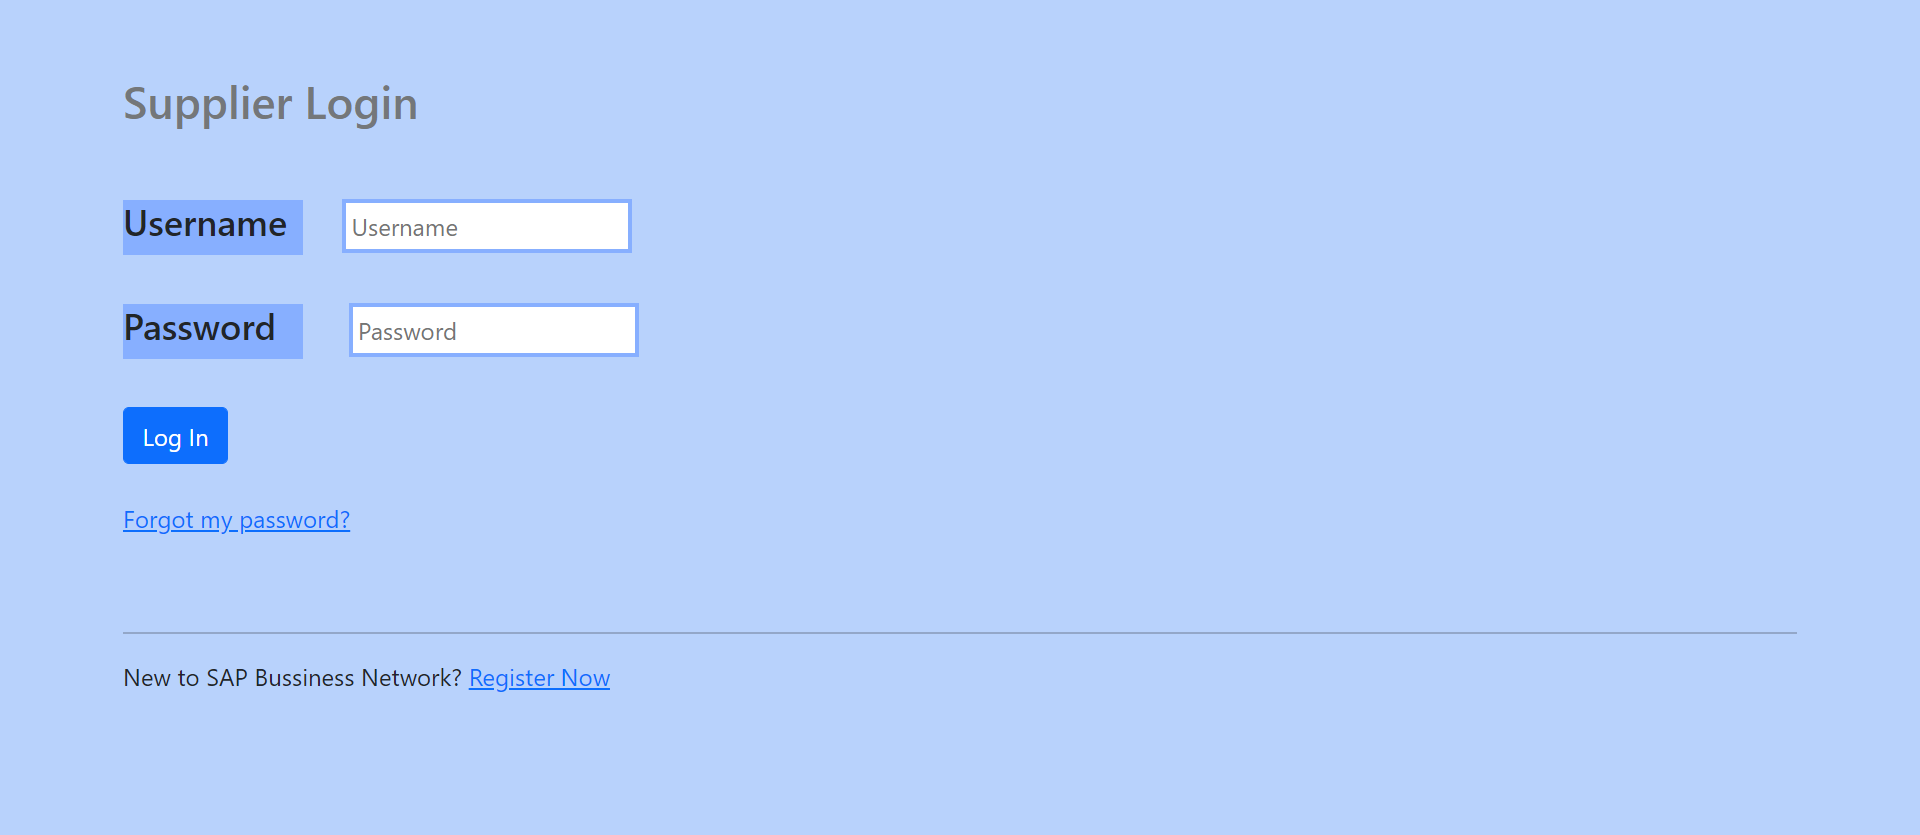 Supplier Login
Username Username
Password Password
Log In
Forgot my password?
New to SAP Bussiness Network? Register Now